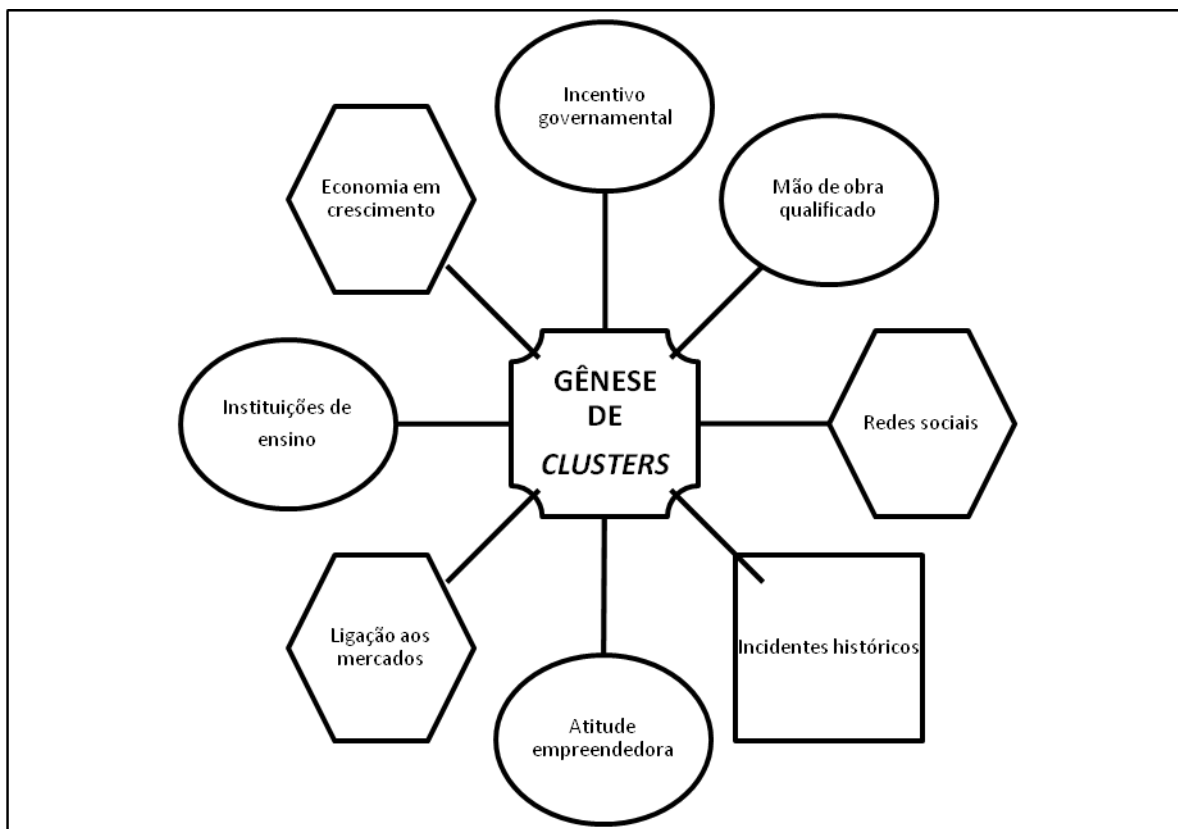 Incentivo
governamental
Mão de obra
qualificado
Economia em
crescimento
GÊNESE
DE
CLUSTERS
Redes sociais
Instituições de
ensino
Ligação aos
mercados
Incidentes históricos
Atitude
empreendedora